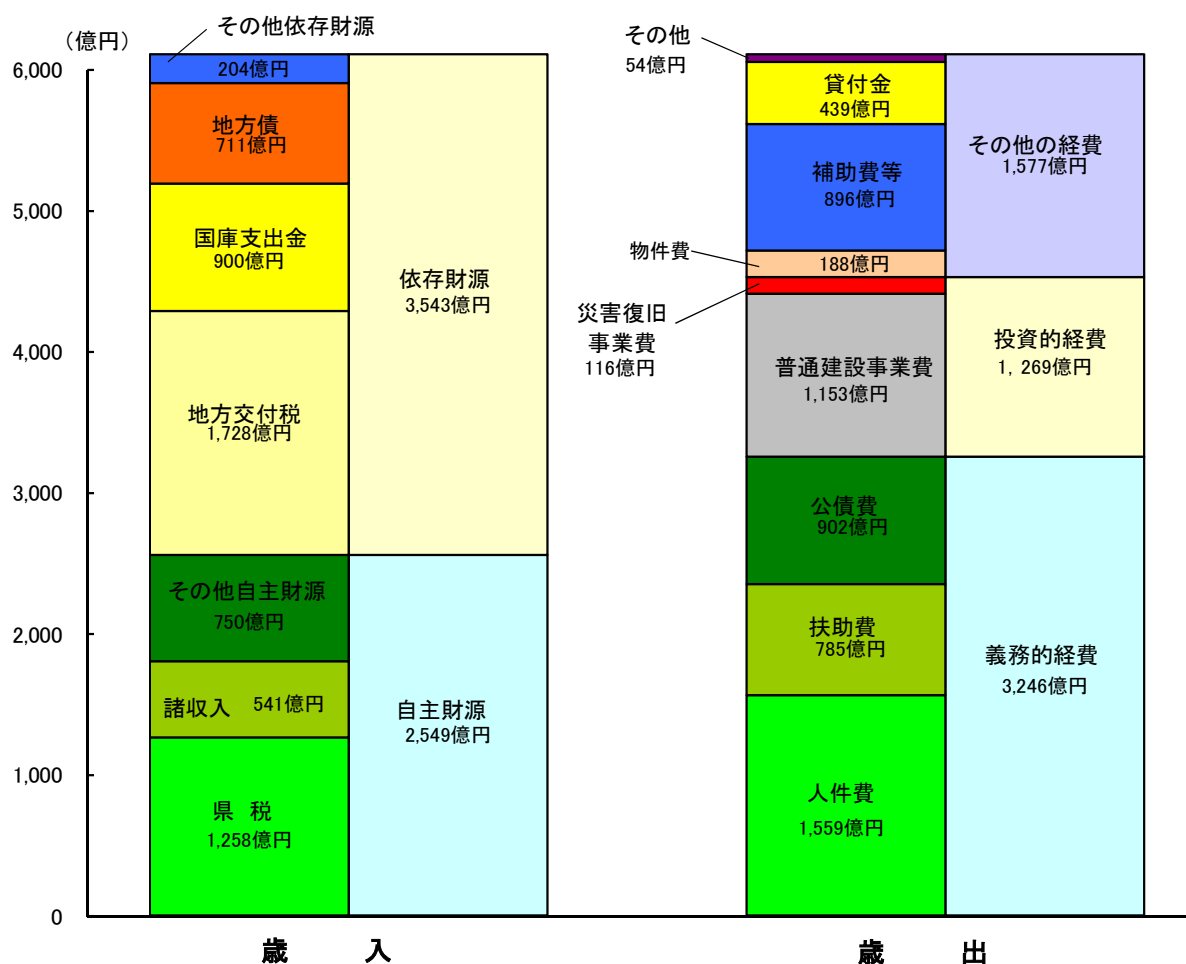 （億円）
6,000
5,000
4,000
3,000
2,000
1,000
0
その他依存財源
204億円
地方債
711億円
国庫支出金
900億円
地方交付税
1,728億円
その他自主財源
750億円
諸収入 541億円
県 税
1,258億円
依存財源
3,543億円
自主財源
2,549億円
歳 入
その他
54億円
貸付金
439億円
補助費等
896億円
物件費
188億円
災害復旧
事業費
116億円
普通建設事業費
1,153億円
公債費
902億円
扶助費
785億円
人件費
1,559億円
その他の経費
1,577億円
投資的経費
1，269億円
義務的経費
3,246億円
歳 出